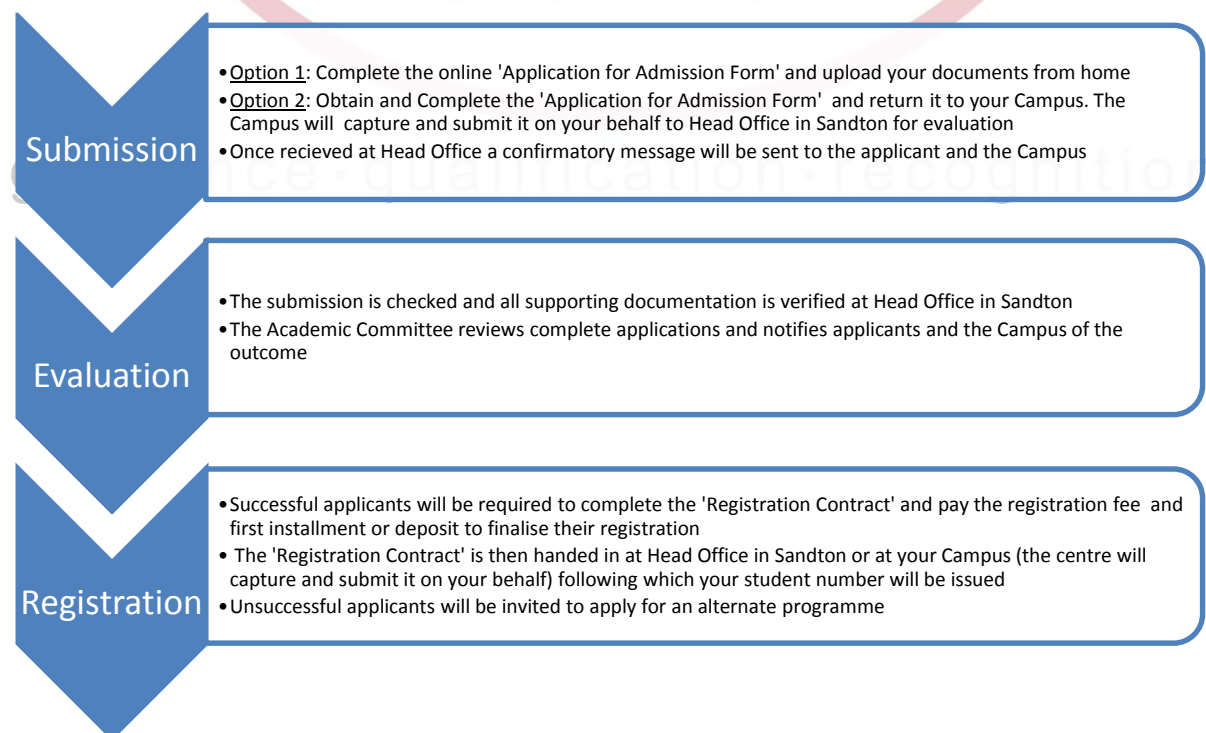 Submission
•Option 1: Complete the online 'Application for Admission Form' and upload your documents from home
•Option 2: Obtain and Complete the 'Application for Admission Form' and return it to your Campus. The
Campus will capture and submit it on your behalf to Head Office in Sandton for evaluation
•Once recieved at Head Office a confirmatory message will be sent to the applicant and the Campus
qualification · recognition
Evaluation
•The submission is checked and all supporting documentation is verified at Head Office in Sandton
•The Academic Committee reviews complete applications and notifies applicants and the Campus of the
outcome
Registration
•Successful applicants will be required to complete the 'Registration Contract' and pay the registration fee and
first installment or deposit to finalise their registration
• The 'Registration Contract' is then handed in at Head Office in Sandton or at your Campus (the centre will
capture and submit it on your behalf) following which your student number will be issued
•Unsuccessful applicants will be invited to apply for an alternate programme